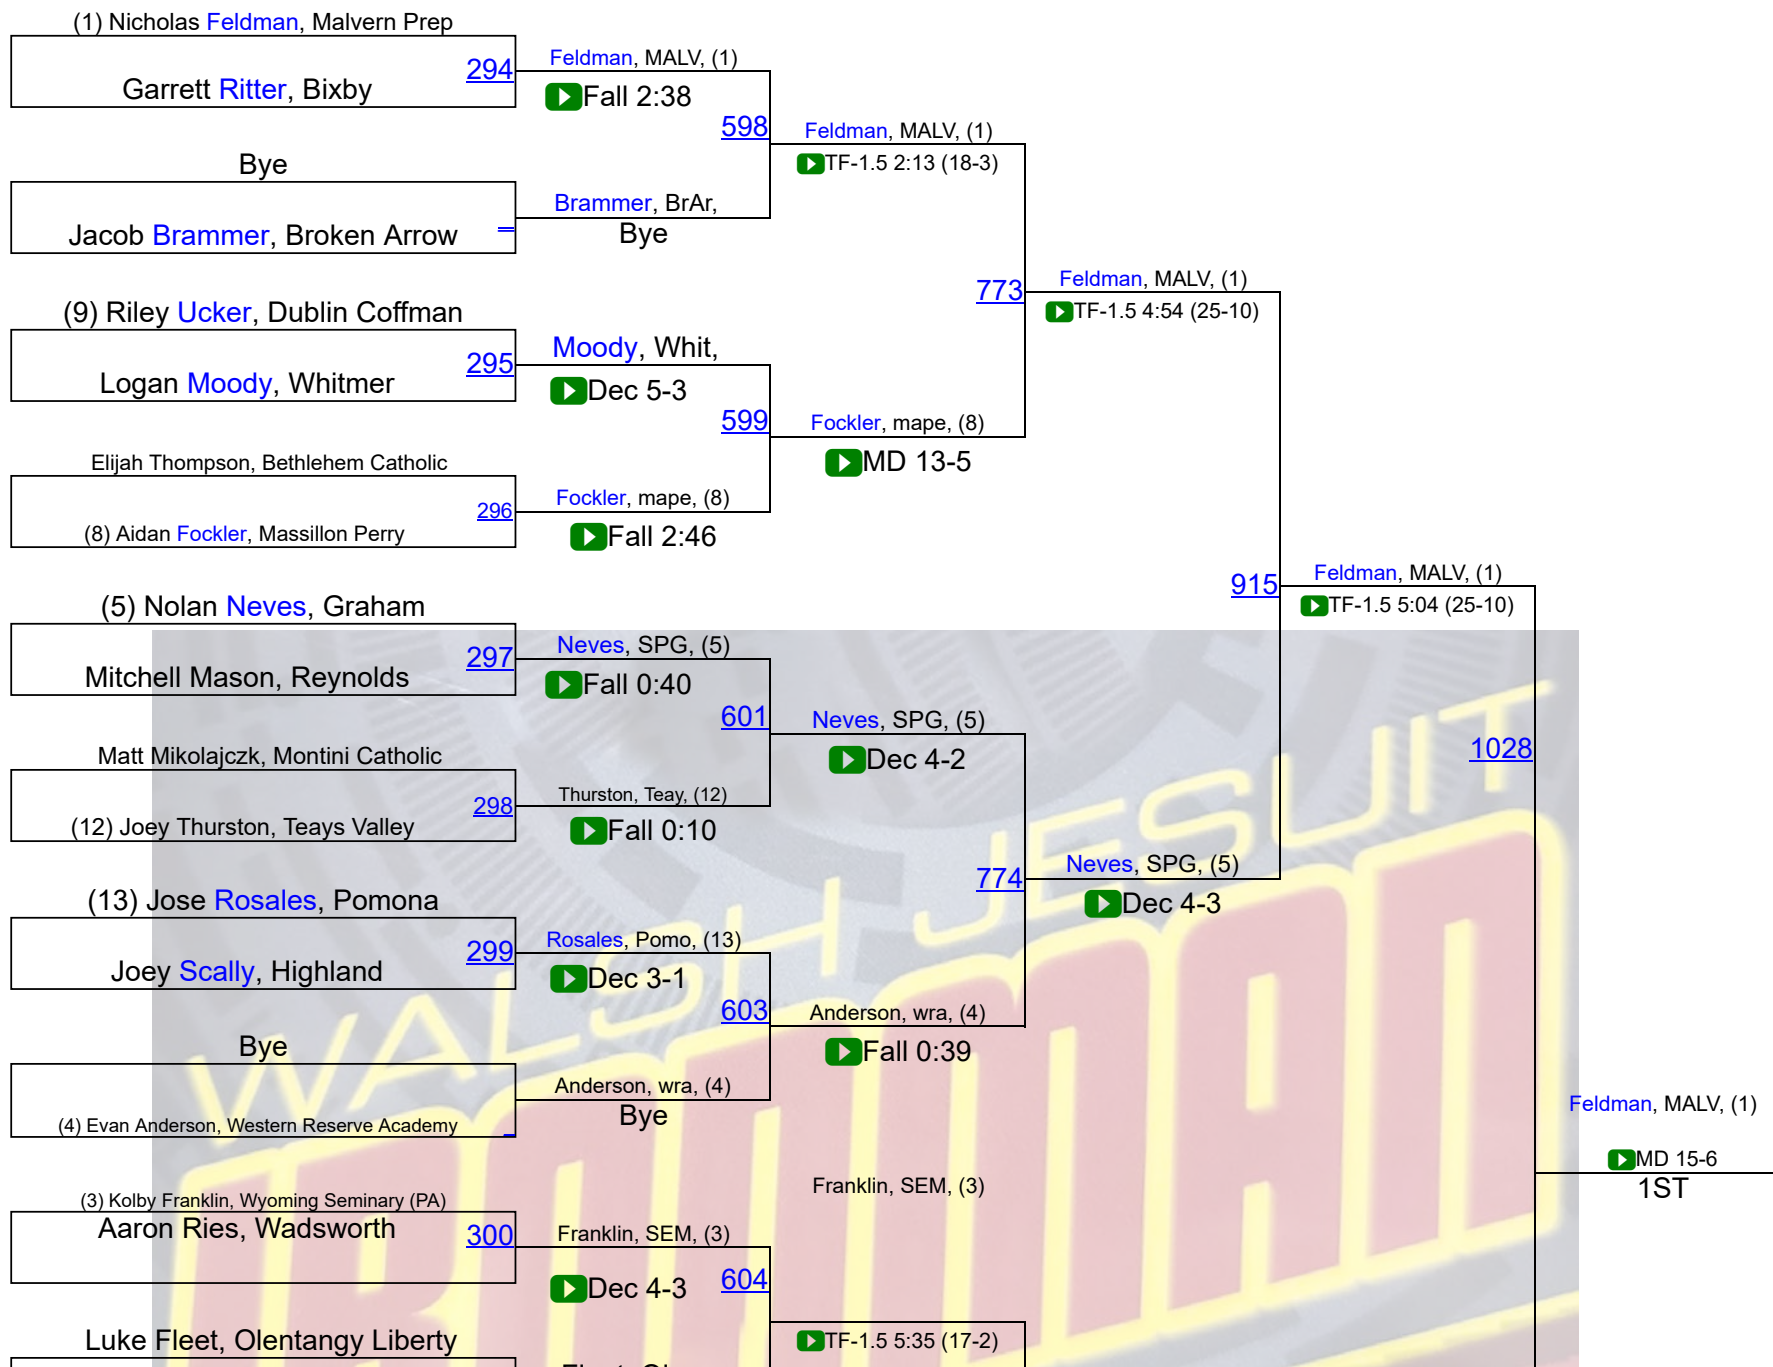 (1) Nicholas Feldman, Malvern Prep
294
Garrett Ritter, Bixby
Feldman, MALV, (1)
Fall 2:38
598
Bye
Jacob Brammer, Broken Arrow
Brammer, BrAr,
Bye
Feldman, MALV, (1)
TF-1.5 2:13 (18-3)
(9) Riley Ucker, Dublin Coffman
295
Logan Moody, Whitmer
Moody, Whit,
Dec 5-3
599
Elijah Thompson, Bethlehem Catholic
296
(8) Aidan Fockler, Massillon Perry
Fockler, mape, (8)
Fall 2:46
Fockler, mape, (8)
MD 13-5
773
Feldman, MALV, (1)
TF-1.5 4:54 (25-10)
(5) Nolan Neves, Graham
297
Mitchell Mason, Reynolds
Neves, SPG, (5)
Fall 0:40
601
Matt Mikolajczk, Montini Catholic
298
(12) Joey Thurston, Teays Valley
Thurston, Teay, (12)
Fall 0:10
Neves, SPG, (5)
Dec 4-2
(13) Jose Rosales, Pomona
299
Joey Scally, Highland
Rosales, Pomo, (13)
Dec 3-1
603
Bye
(4) Evan Anderson, Western Reserve Academy
Anderson, wra, (4)
Bye
Anderson, wra, (4)
Fall 0:39
774
Neves, SPG, (5)
Dec 4-3
915
Feldman, MALV, (1)
TF-1.5 5:04 (25-10)
1028
Feldman, MALV, (1)
MD 15-6
1ST
(3) Kolby Franklin, Wyoming Seminary (PA)
Aaron Ries, Wadsworth
300
Franklin, SEM, (3)
Dec 4-3
604
Franklin, SEM, (3)
TF-1.5 5:35 (17-2)
Luke Fleet, Olentangy Liberty
WALSH JESUIT
IRONMAN